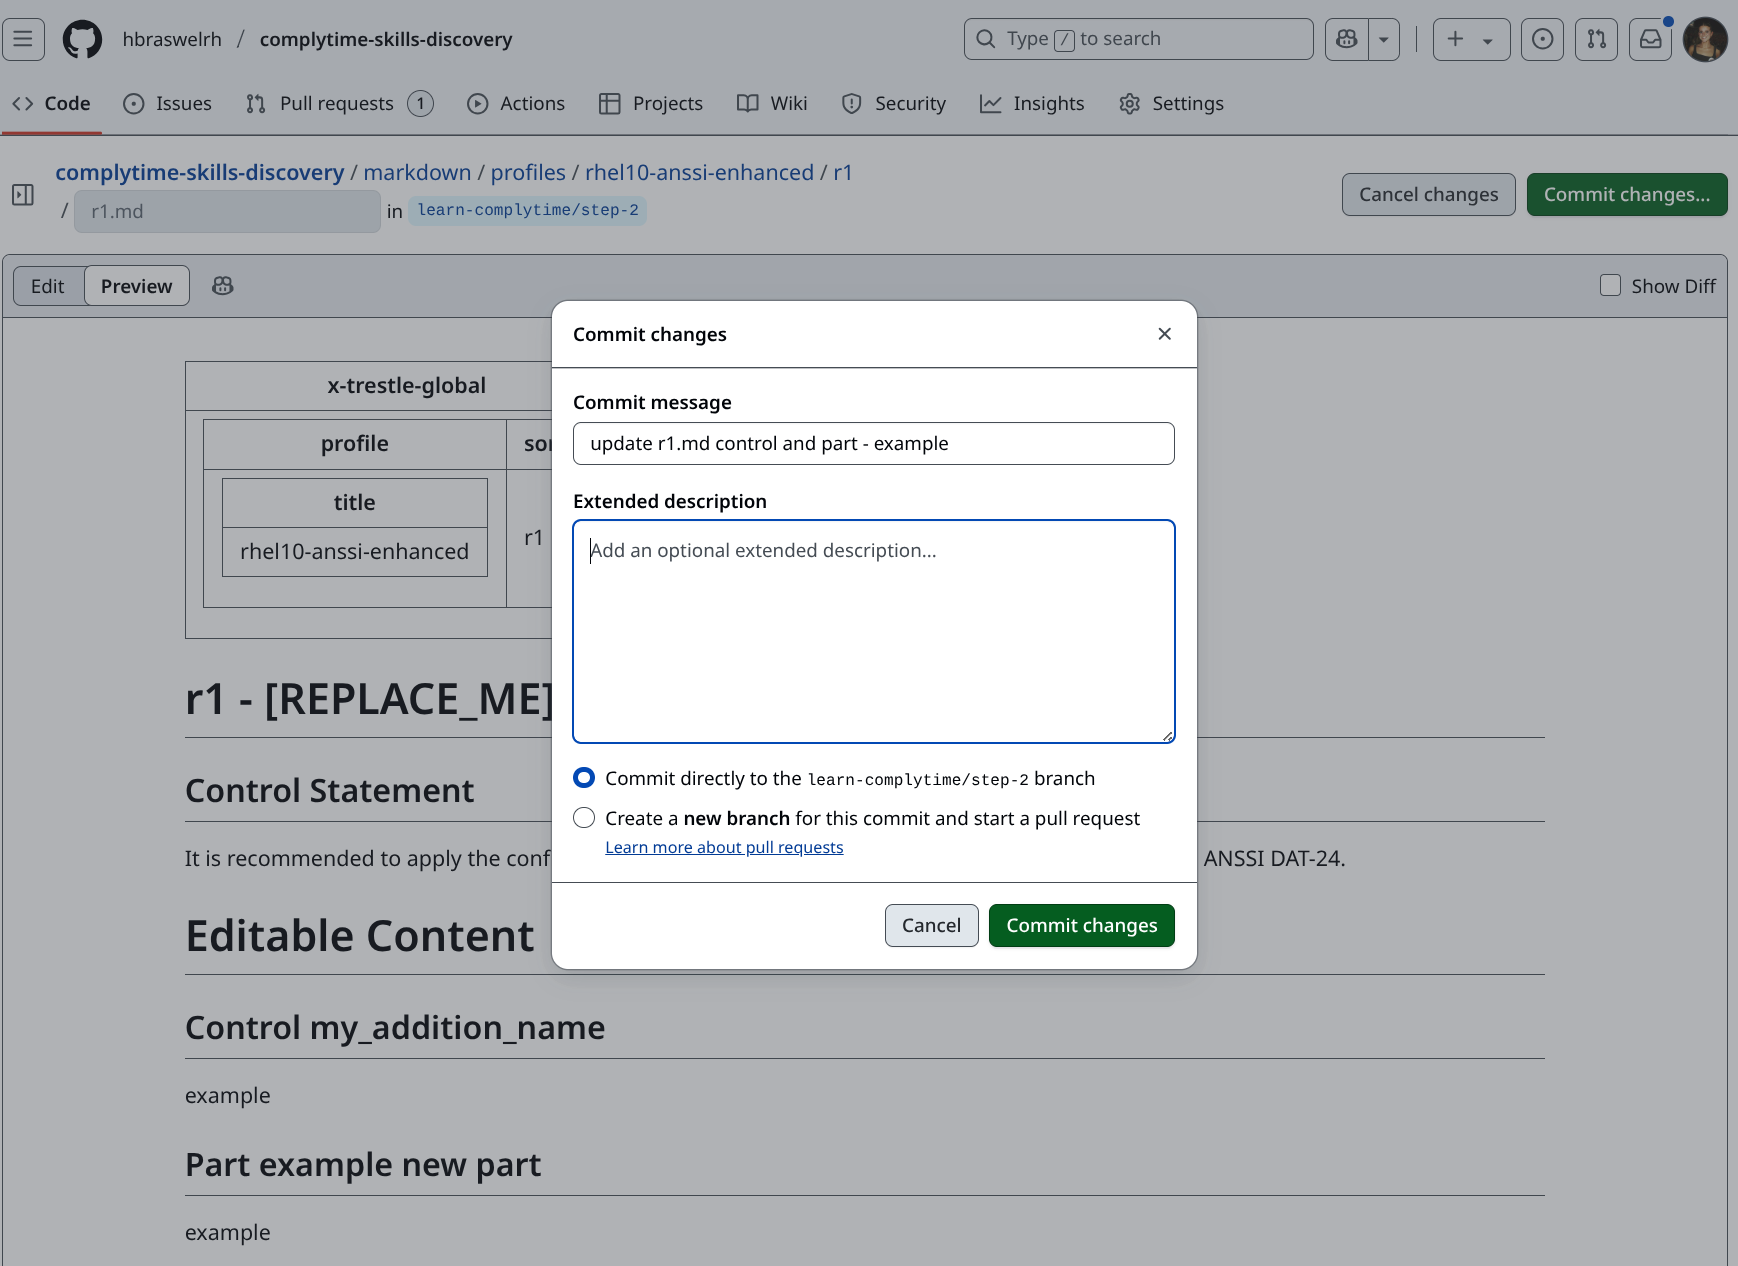 hbraswelrh / complytime-skills-discovery
Type / to search
Code
Issues
Pull requests 1
Actions
Projects
Wiki
Security
Insights
Settings
complytime-skills-discovery / markdown / profiles / rhel10-anssi-enhanced / r1
/ r1.md in learn-complytime/step-2
Cancel changes
Commit changes...
Edit
Preview
Show Diff
x-trestle-global
profile
title
rhel10-anssi-enhanced
r1
r1 - [REPLACE_ME]
Control Statement
It is recommended to apply the
ANSSI DAT-24.
Editable Content
Control my_addition_name
example
Part example new part
example
Commit changes
Commit message
update r1.md control and part - example
Extended description
Add an optional extended description...
Commit directly to the learn-complytime/step-2 branch
Create a new branch for this commit and start a pull request
Learn more about pull requests
Cancel
Commit changes